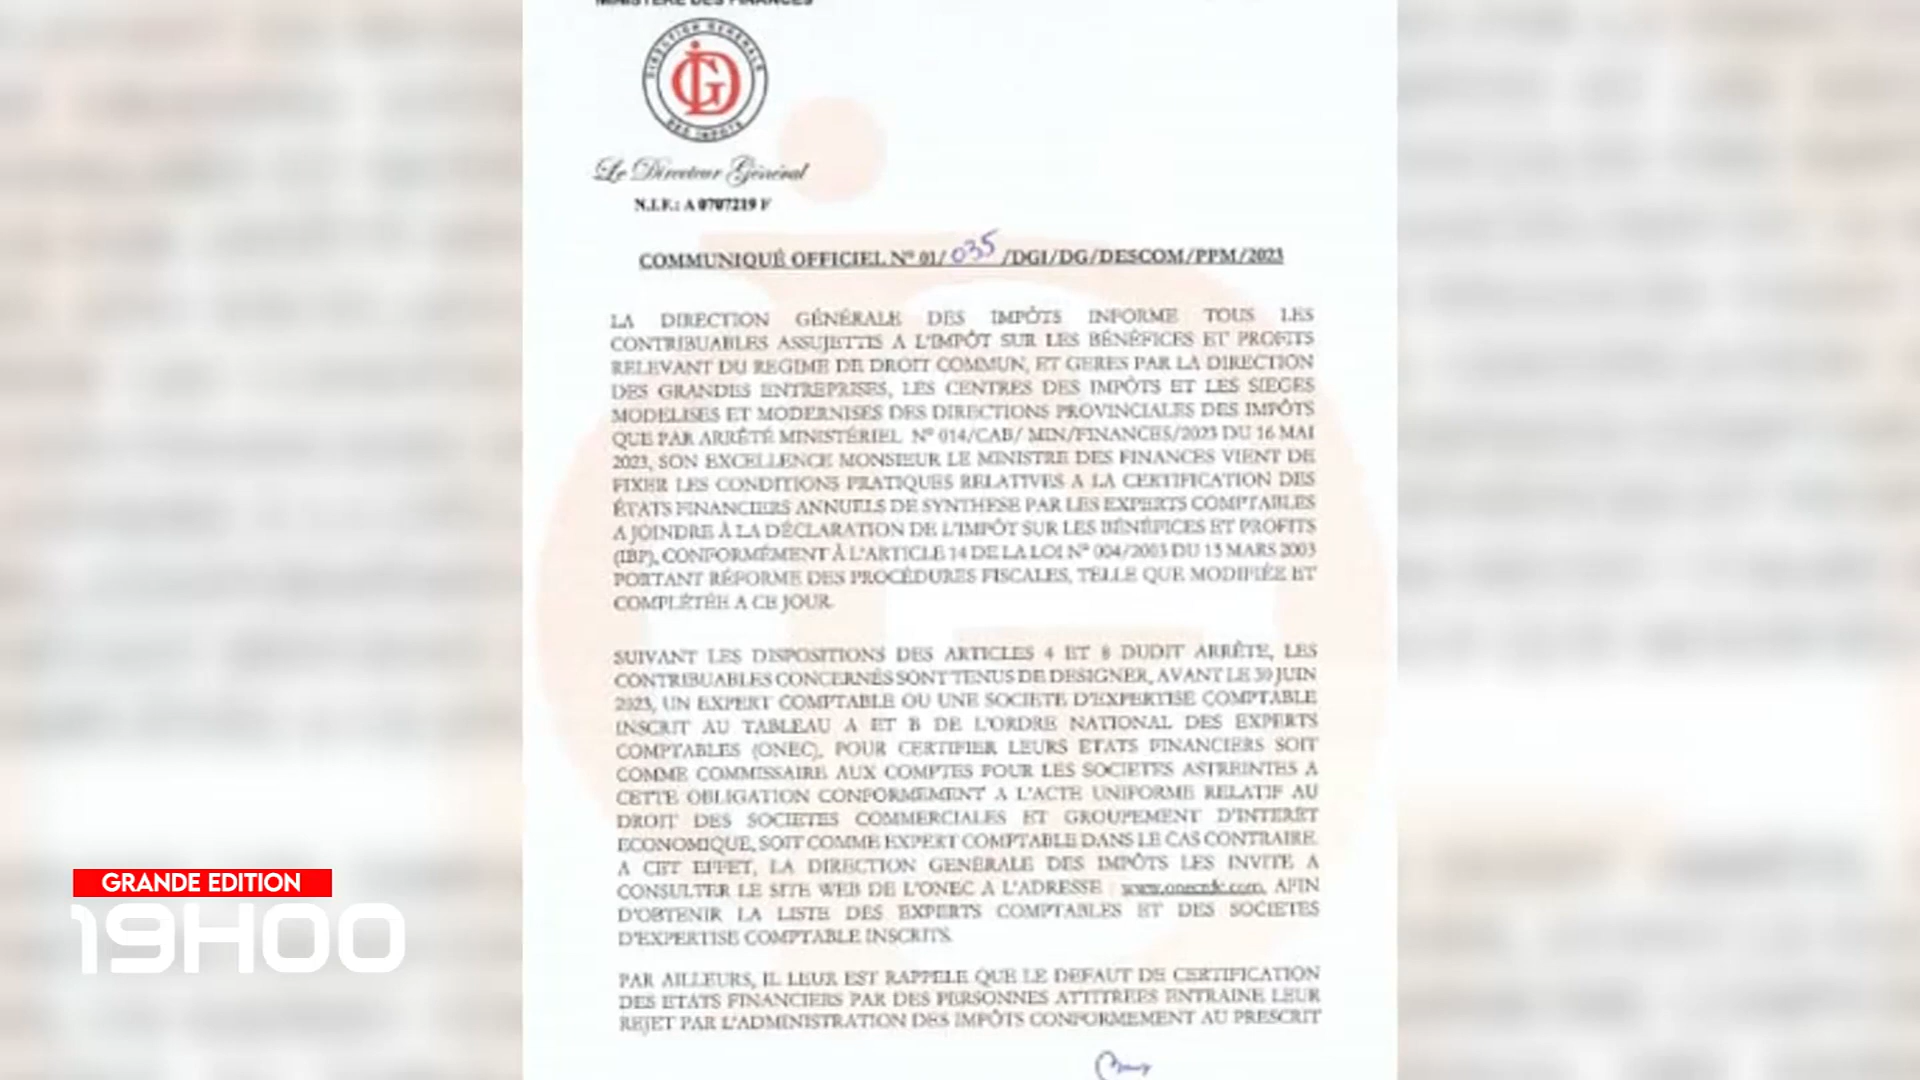 MINISTERE DES FINANCES
DIRECTION GENERALE
DES IMPÔTS
DGI
Le Directeur Général
N.I.F.: A 0707219 F
COMMUNIQUÉ OFFICIEL N° 01/035/DGI/DG/DESCOM/PPM/2023
LA DIRECTION GÉNÉRALE DES IMPÔTS INFORME TOUS LES
CONTRIBUABLES ASSUJETTIS A L'IMPÔT SUR LES BÉNÉFICES ET PROFITS
RELEVANT DU REGIME DE DROIT COMMUN, ET GERES PAR LA DIRECTION
DES GRANDES ENTREPRISES, LES CENTRES DES IMPÔTS ET LES SIEGES
MODELISES ET MODERNISES DES DIRECTIONS PROVINCIALES DES IMPÔTS
QUE PAR ARRÊTÉ MINISTÉRIEL N° 014/CAB/ MIN/FINANCES/2023 DU 16 MAI
2023, SON EXCELLENCE MONSIEUR LE MINISTRE DES FINANCES VIENT DE
FIXER LES CONDITIONS PRATIQUES RELATIVES A LA CERTIFICATION DES
ÉTATS FINANCIERS ANNUELS DE SYNTHESE PAR LES EXPERTS COMPTABLES
A JOINDRE À LA DÉCLARATION DE L'IMPÔT SUR LES BÉNÉFICES ET PROFITS
(IBP), CONFORMÉMENT À L'ARTICLE 14 DE LA LOI N° 004/2003 DU 13 MARS 2003
PORTANT RÉFORME DES PROCÉDURES FISCALES, TELLE QUE MODIFIÉE ET
COMPLÉTÉE A CE JOUR.
SUIVANT LES DISPOSITIONS DES ARTICLES 4 ET 8 DUDIT ARRÊTE, LES
CONTRIBUABLES CONCERNÉS SONT TENUS DE DESIGNER, AVANT LE 30 JUIN
2023, UN EXPERT COMPTABLE OU UNE SOCIETE D'EXPERTISE COMPTABLE
INSCRIT AU TABLEAU A ET B DE L'ORDRE NATIONAL DES EXPERTS
COMPTABLES (ONEC), POUR CERTIFIER LEURS ETATS FINANCIERS SOIT
COMME COMMISSAIRE AUX COMPTES POUR LES SOCIETES ASTREINTES A
CETTE OBLIGATION CONFORMEMENT A L'ACTE UNIFORME RELATIF AU
DROIT DES SOCIETES COMMERCIALES ET GROUPEMENT D'INTERÊT
ECONOMIQUE, SOIT COMME EXPERT COMPTABLE DANS LE CAS CONTRAIRE.
A CET EFFET, LA DIRECTION GENÉRALE DES IMPÔTS LES INVITE A
CONSULTER LE SITE WEB DE L'ONEC A L'ADRESSE : www.onecrdc.com, AFIN
D'OBTENIR LA LISTE DES EXPERTS COMPTABLES ET DES SOCIETES
D'EXPERTISE COMPTABLE INSCRITS.
PAR AILLEURS, IL LEUR EST RAPPELE QUE LE DEFAUT DE CERTIFICATION
DES ETATS FINANCIERS PAR DES PERSONNES ATTITREES ENTRAINE LEUR
REJET PAR L'ADMINISTRATION DES IMPÔTS CONFORMEMENT AU PRESCRIT
GRANDE EDITION
19H00